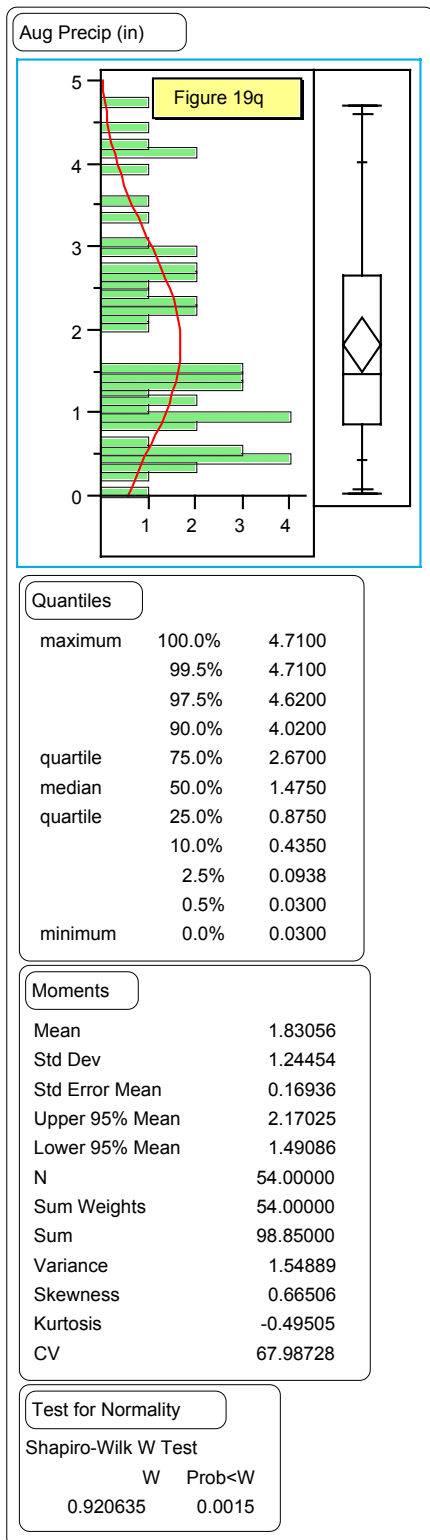 Aug Precip (in)
Figure 19q
5
4
3
2
1
0
1 2 3 4
Quantiles
maximum 100.0% 4.7100
99.5% 4.7100
97.5% 4.6200
90.0% 4.0200
quartile 75.0% 2.6700
median 50.0% 1.4750
quartile 25.0% 0.8750
10.0% 0.4350
2.5% 0.0938
0.5% 0.0300
minimum 0.0% 0.0300
Moments
Mean 1.83056
Std Dev 1.24454
Std Error Mean 0.16936
Upper 95% Mean 2.17025
Lower 95% Mean 1.49086
N 54.00000
Sum Weights 54.00000
Sum 98.85000
Variance 1.54889
Skewness 0.66506
Kurtosis -0.49505
CV 67.98728
Test for Normality
Shapiro-Wilk W Test
W Prob<W
0.920635 0.0015